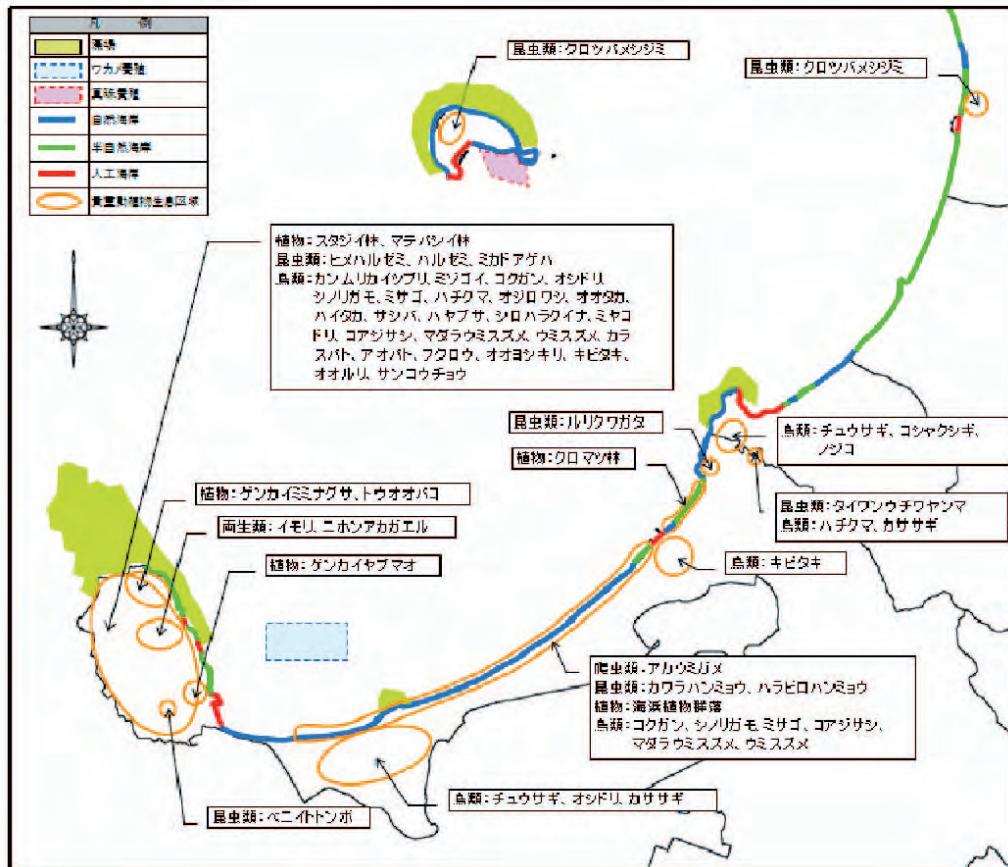 凡 例
藻場
ワカメ養殖
真珠養殖
自然海岸
半自然海岸
人工海岸
貴重動植物生息区域
昆虫類：クロツバメシジミ
昆虫類：クロツバメシジミ
植物：スタジイ林、マテバシイ林
昆虫類：ヒメハルゼミ、ハルゼミ、ミカドアゲハ
鳥類：カンムリカイツブリ、ミゾゴイ、コクガン、オシドリ
シノリガモ、ミサゴ、ハチクマ、オジロワシ、オオタカ、
ハイタカ、サシバ、ハヤブサ、シロハラクイナ、ミヤコ
ドリ、コアジサシ、マダラウミスズメ、ウミスズメ、カラ
スバト、アオバト、フクロウ、オオヨシキリ、キビタキ、
オオルリ、サンコウチョウ
昆虫類：ルリクワガタ
植物：クロマツ林
鳥類：チュウサギ、コシャクシギ、
ノジコ
昆虫類：タイワンウチワヤンマ
鳥類：ハチクマ、カササギ
鳥類：キビタキ
植物：ゲンカイミミナグサ、トウオオバコ
両生類：イモリ、ニホンアカガエル
植物：ゲンカイヤブマオ
爬虫類：アカウミガメ
昆虫類：カワラハンミョウ、ハラビロハンミョウ
植物：海浜植物群落
鳥類：コクガン、シノリガモ、ミサゴ、コアジサシ、
マダラウミスズメ、ウミスズメ
鳥類：チュウサギ、オシドリ、カササギ
昆虫類：ベニイトトンボ